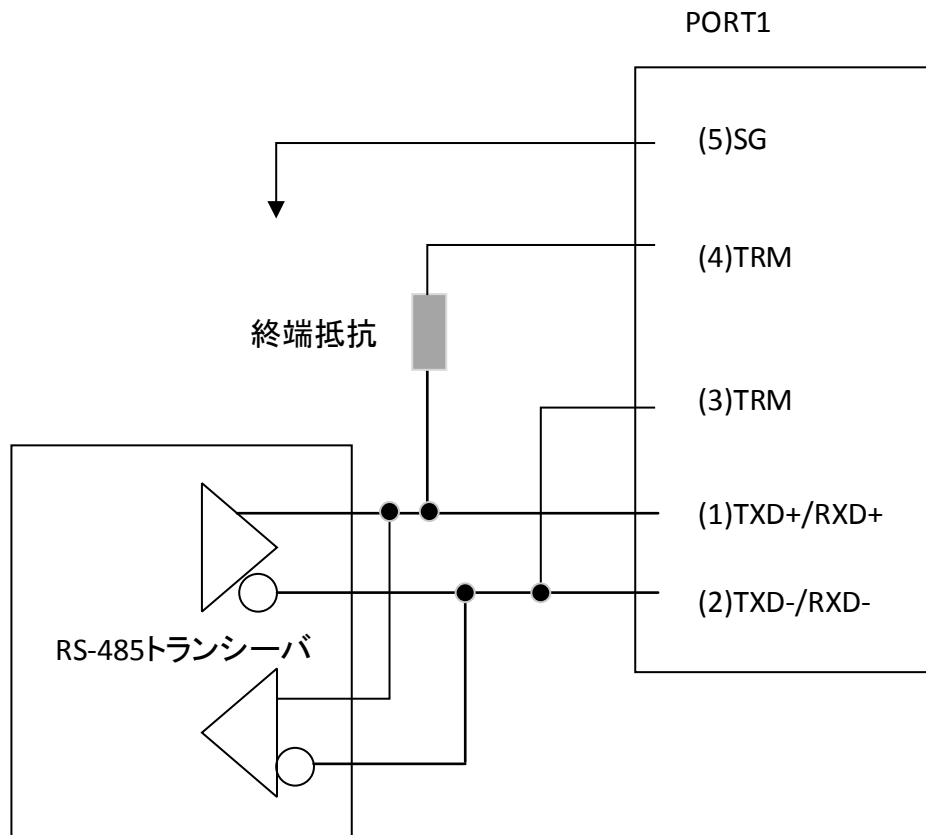 PORT1
(5)SG
(4)TRM
終端抵抗
(3)TRM
(1)TXD+/RXD+
(2)TXD-/RXD-
RS-485トランシーバ